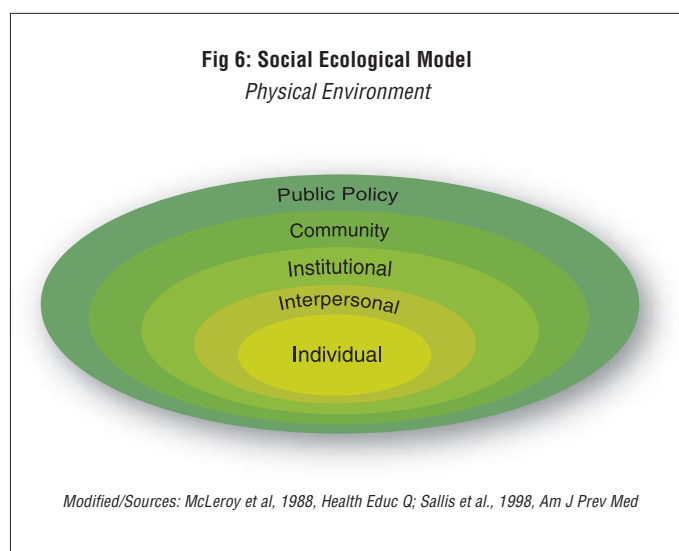 Fig 6: Social Ecological Model
Physical Environment
Public Policy
Community
Institutional
Interpersonal
Individual
Modified/Sources: McLeroy et al, 1988, Health Educ Q; Sallis et al., 1998, Am J Prev Med